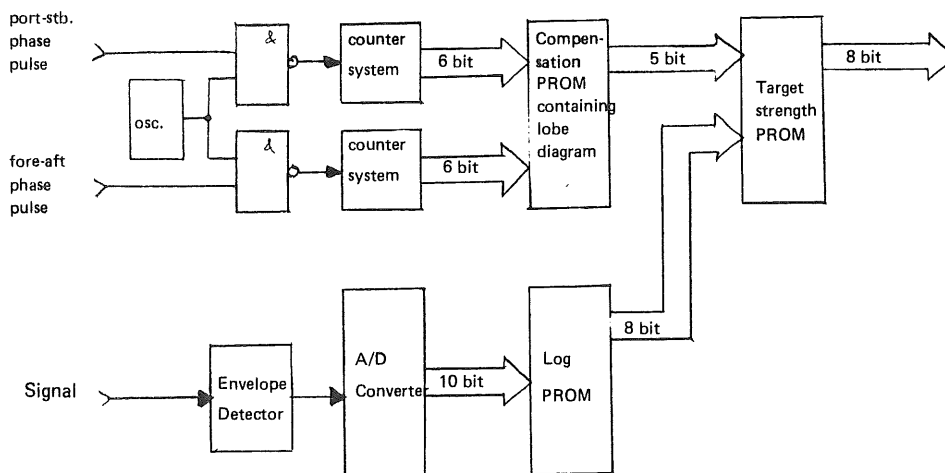 port-stb.
phase
pulse
&
counter
system
6 bit
Compen-
sation
PROM
containing
lobe
diagram
5 bit
Target
strength
PROM
8 bit
osc.
fore-aft
phase
pulse
&
counter
system
6 bit
Signal
Envelope
Detector
A/D
Converter
10 bit
Log
PROM
8 bit